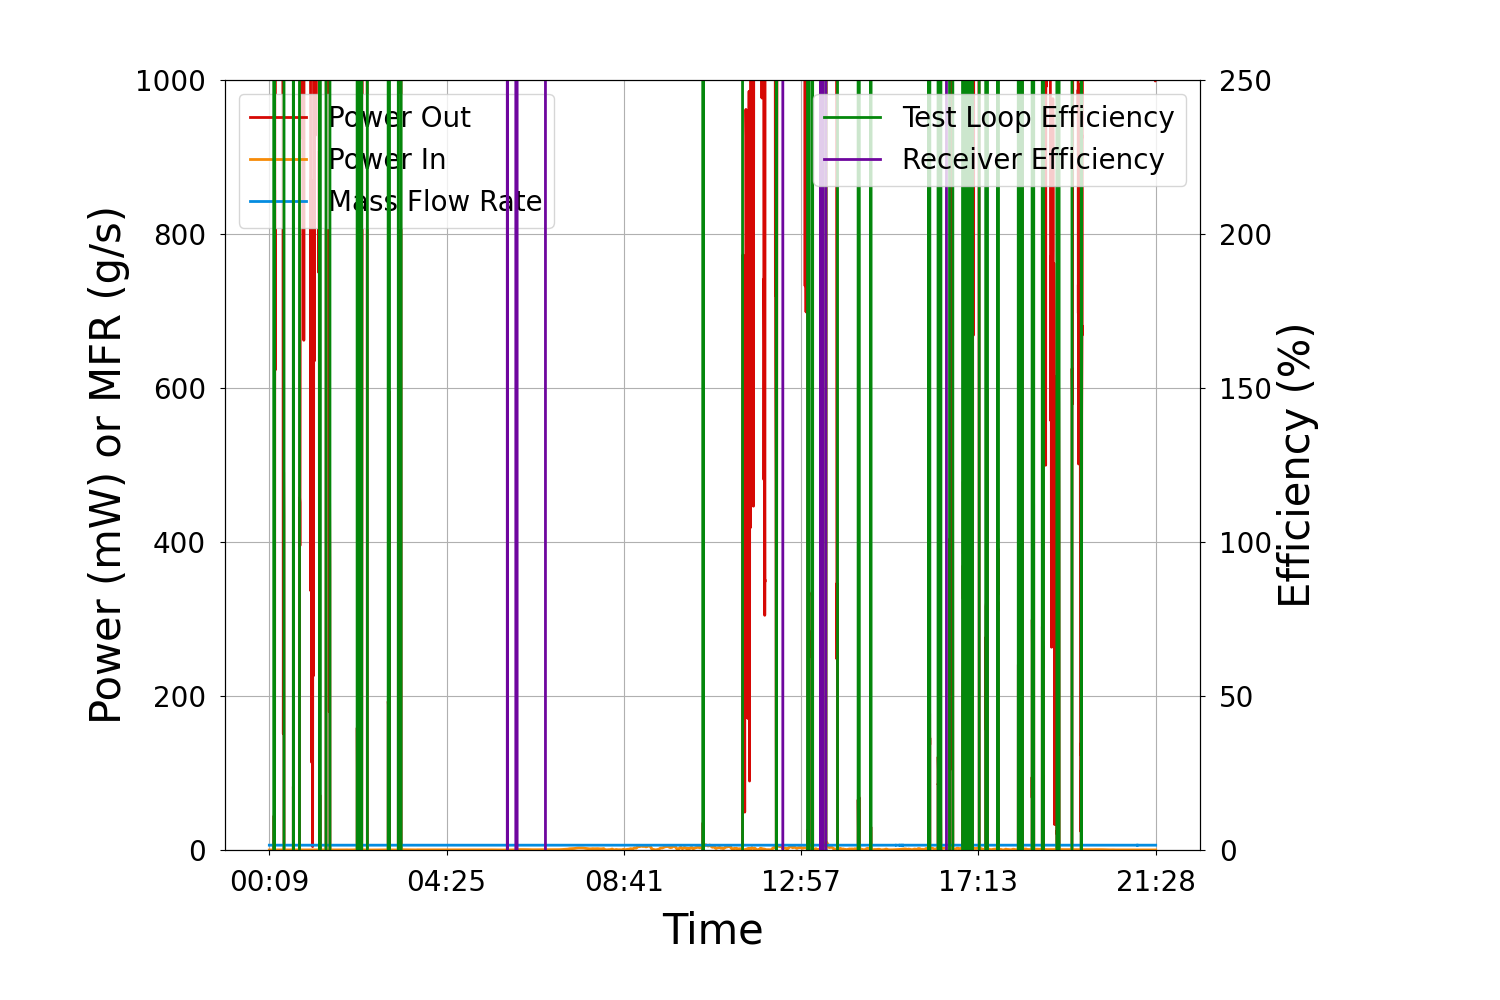 1000
800
600
400
200
0
Power (mW) or MFR (g/s)
Power Out
Power In
Mass Flow Rate
Test Loop Efficiency
Receiver Efficiency
250
200
150
100
50
0
Efficiency (%)
00:09
04:25
08:41
12:57
17:13
21:28
Time